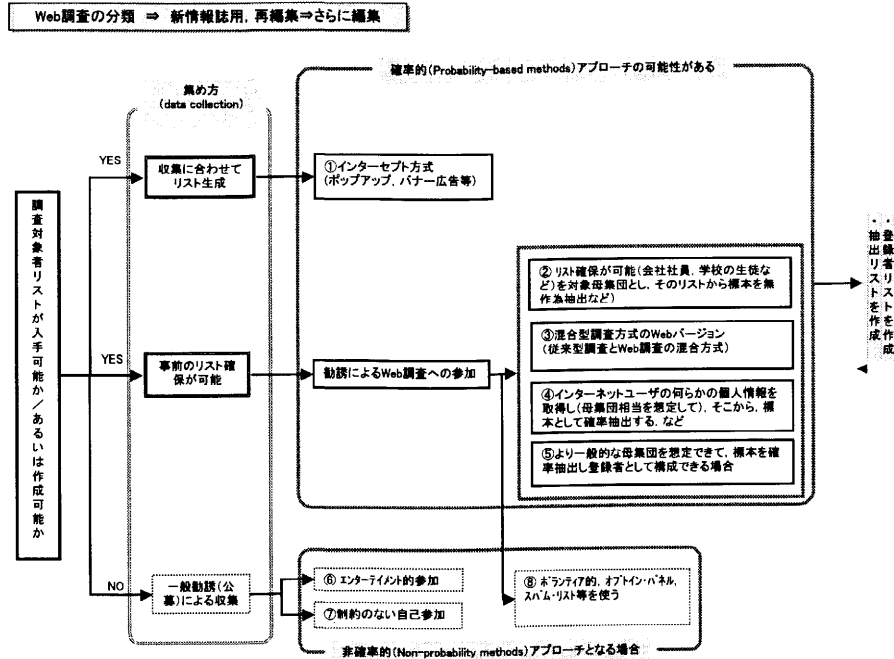 Web調査の分類 ⇒ 新情報誌用, 再編集⇒さらに編集
確率的(Probability-based methods)アプローチの可能性がある
集め方
(data collection)
YES
収集に合わせて
リスト生成
①インターセプト方式
(ポップアップ, バナー広告等)
調査対象者リストが入手可能か／あるいは作成可能か
YES
事前のリスト確
保が可能
勧誘によるWeb調査への参加
② リスト確保が可能(会社社員, 学校の生徒な
ど)を対象母集団とし, そのリストから標本を無
作為抽出など)
③混合型調査方式のWebバージョン
(従来型調査とWeb調査の混合方式)
④インターネットユーザの何らかの個人情報を
取得し(母集団相当を想定して), そこから, 標
本として確率抽出する, など
⑤より一般的な母集団を想定できて, 標本を確
率抽出し登録者として構成できる場合
・登録者リストを作成
・抽出リストを作成
NO
一般勧誘(公
募)による収集
⑥ エンターテイメント的参加
⑦制約のない自己参加
⑧ ボランティア的, オプトイン・パネル,
スパム・リスト等を使う
非確率的(Non-probability methods)アプローチとなる場合